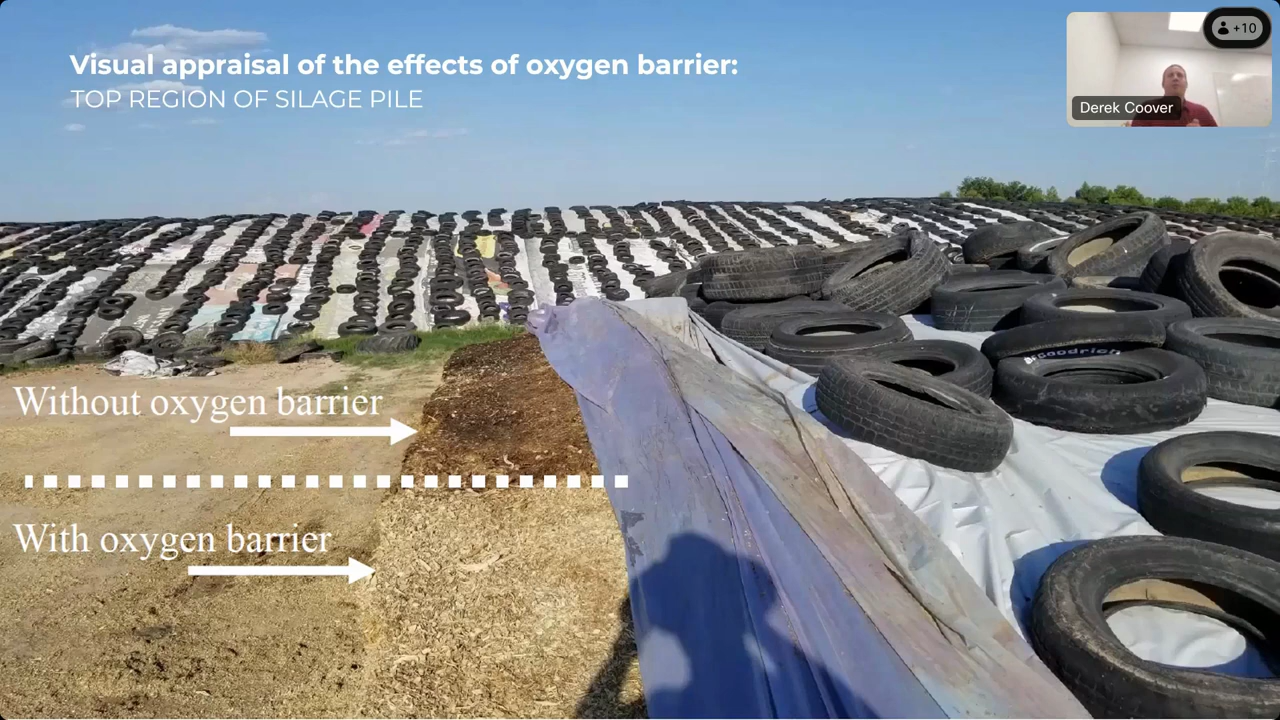 Visual appraisal of the effects of oxygen barrier:
TOP REGION OF SILAGE PILE
+10
Derek Coover
BFGoodrich
Without oxygen barrier
With oxygen barrier